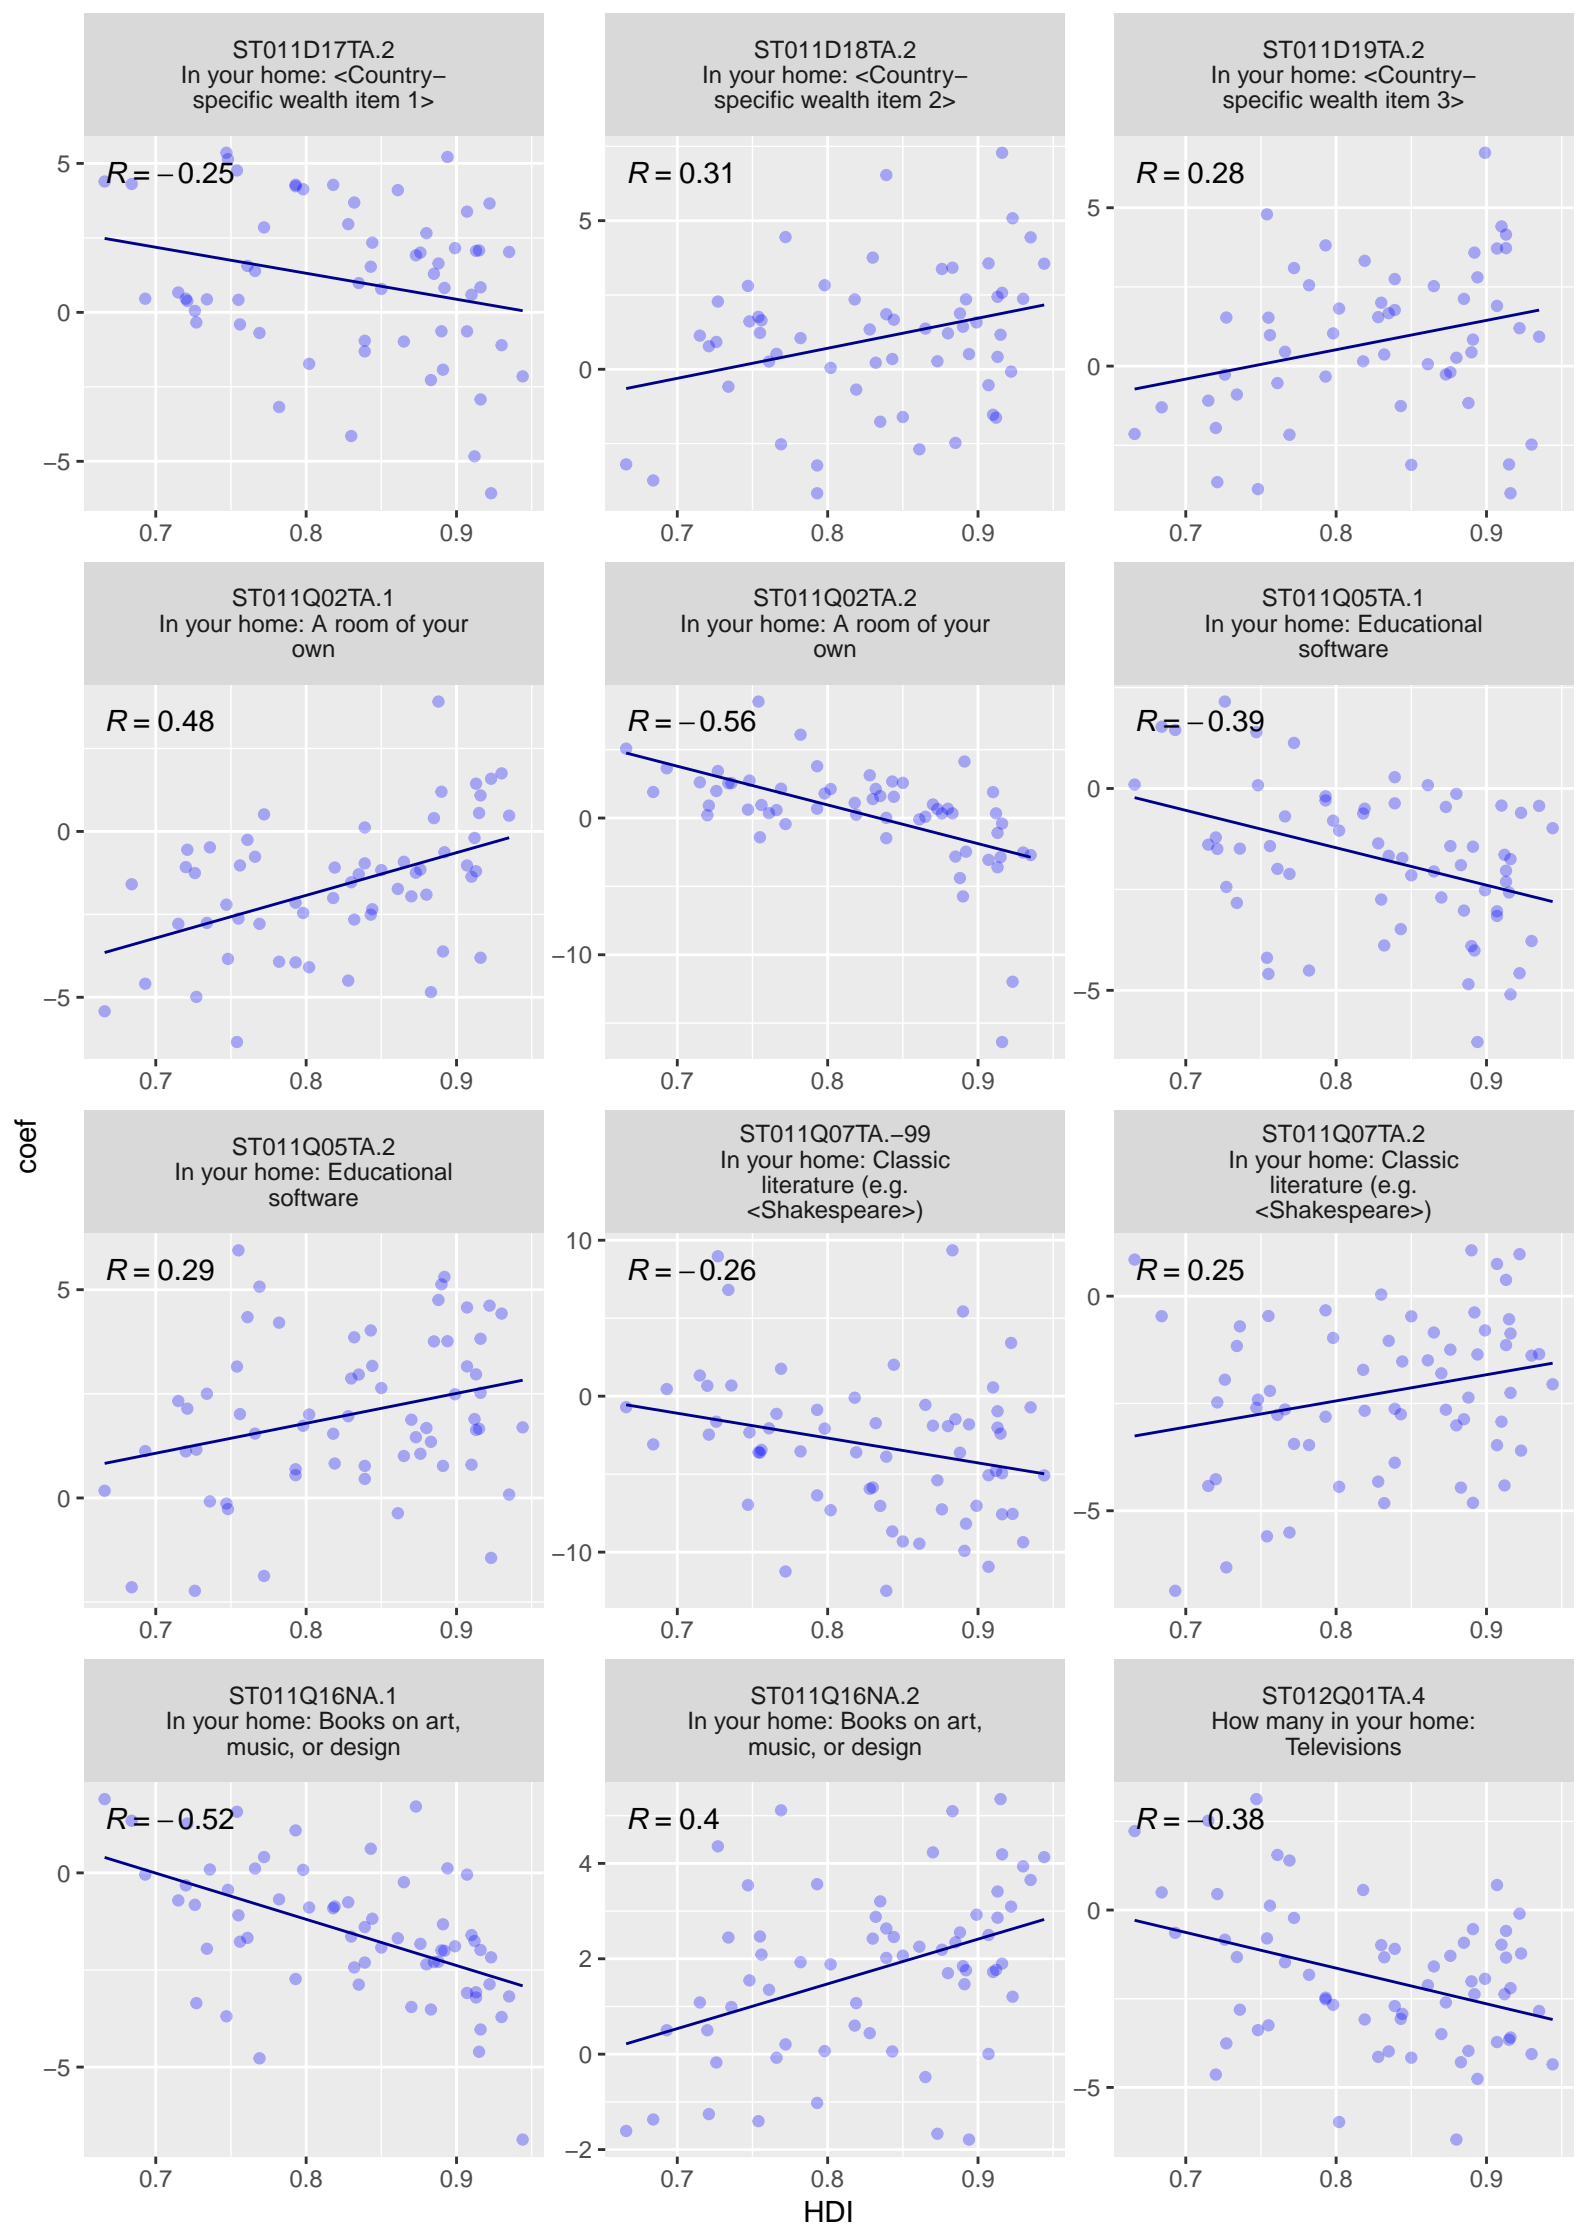 ST011D17TA.2
In your home: <Country−
specific wealth item 1>
ST011D18TA.2
In your home: <Country−
specific wealth item 2>
ST011D19TA.2
In your home: <Country−
specific wealth item 3>
R = −0.25
5
0
−5
0.7 0.8 0.9
R = 0.31
5
0
0.7 0.8 0.9
R = 0.28
5
0
0.7 0.8 0.9
ST011Q02TA.1
In your home: A room of your
own
ST011Q02TA.2
In your home: A room of your
own
ST011Q05TA.1
In your home: Educational
software
R = 0.48
0
−5
0.7 0.8 0.9
R = −0.56
0
−10
0.7 0.8 0.9
R = −0.39
0
−5
0.7 0.8 0.9
coef
ST011Q05TA.2
In your home: Educational
software
ST011Q07TA.−99
In your home: Classic
literature (e.g.
<Shakespeare>)
ST011Q07TA.2
In your home: Classic
literature (e.g.
<Shakespeare>)
R = 0.29
5
0
0.7 0.8 0.9
R = −0.26
10
0
−10
0.7 0.8 0.9
R = 0.25
0
−5
0.7 0.8 0.9
ST011Q16NA.1
In your home: Books on art,
music, or design
ST011Q16NA.2
In your home: Books on art,
music, or design
ST012Q01TA.4
How many in your home:
Televisions
R = −0.52
0
−5
0.7 0.8 0.9
R = 0.4
4
2
0
−2
0.7 0.8 0.9
R = −0.38
0
−5
0.7 0.8 0.9
HDI